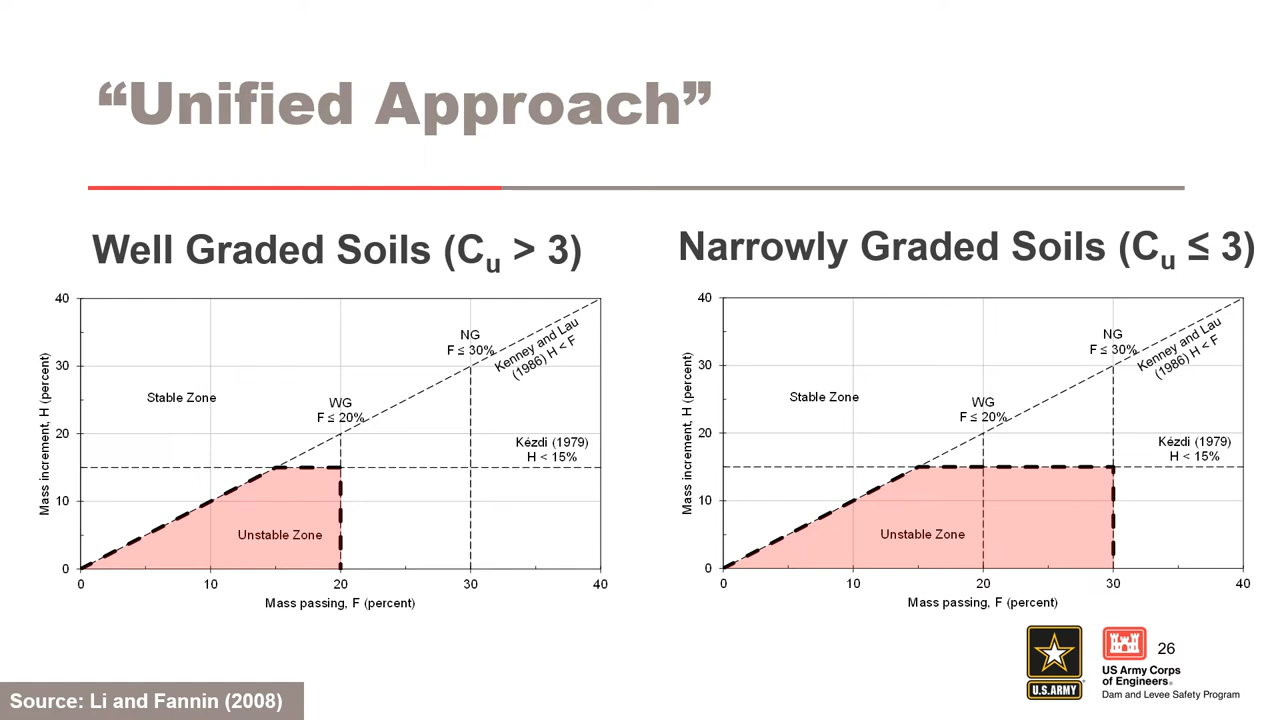 “Unified Approach”
Well Graded Soils (Cu > 3)
40
30
20
10
0
0
10
20
30
40
Mass increment, H (percent)
Mass passing, F (percent)
Stable Zone
Unstable Zone
WG
F ≤ 20%
NG
F ≤ 30%
Kenney and Lau
(1986) H < F
Kézdi (1979)
H < 15%
Narrowly Graded Soils (Cu ≤ 3)
40
30
20
10
0
0
10
20
30
40
Mass increment, H (percent)
Mass passing, F (percent)
Stable Zone
Unstable Zone
WG
F ≤ 20%
NG
F ≤ 30%
Kenney and Lau
(1986) H < F
Kézdi (1979)
H < 15%
U.S.ARMY
26
US Army Corps
of Engineers®
Dam and Levee Safety Program
Source: Li and Fannin (2008)